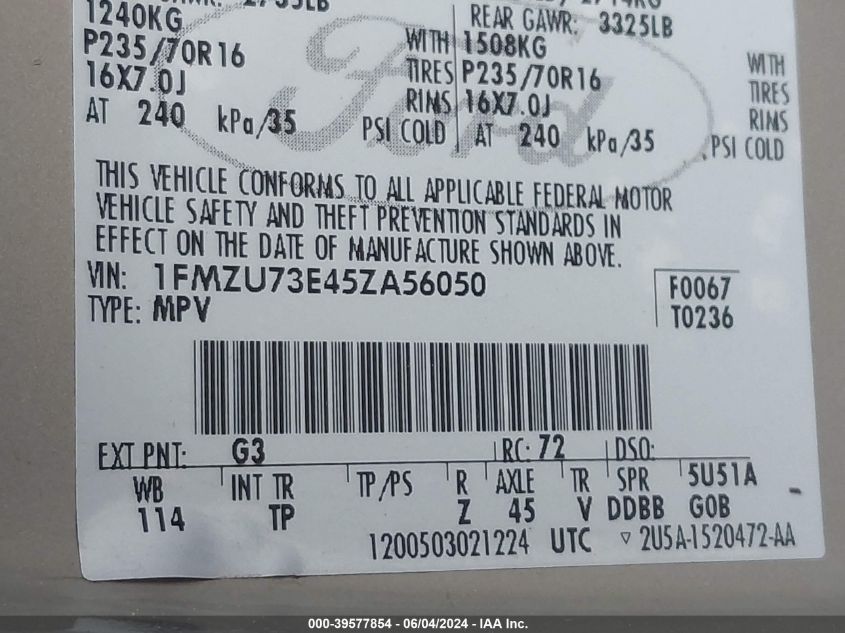 1240KG
P235/70R16 WITH
16X7.0J TIRES
RIMS
AT 240 kPa/35 PSI COLD
REAR GAWR: 3325LB
1508KG WITH
P235/70R16 TIRES
16X7.0J RIMS
AT 240 kPa/35 PSI COLD
Ford
THIS VEHICLE CONFORMS TO ALL APPLICABLE FEDERAL MOTOR
VEHICLE SAFETY AND THEFT PREVENTION STANDARDS IN
EFFECT ON THE DATE OF MANUFACTURE SHOWN ABOVE.
VIN: 1FMZU73E45ZA56050 F0067
TYPE: MPV T0236
EXT PNT: G3 RC: 72 DSO:
WB INT TR TP/PS R AXLE TR SPR 5U51A
114 TP Z 45 V DDBB GOB
1200503021224 UTC ▽ 2U5A-1520472-AA
000-39577854 - 06/04/2024 - IAA Inc.